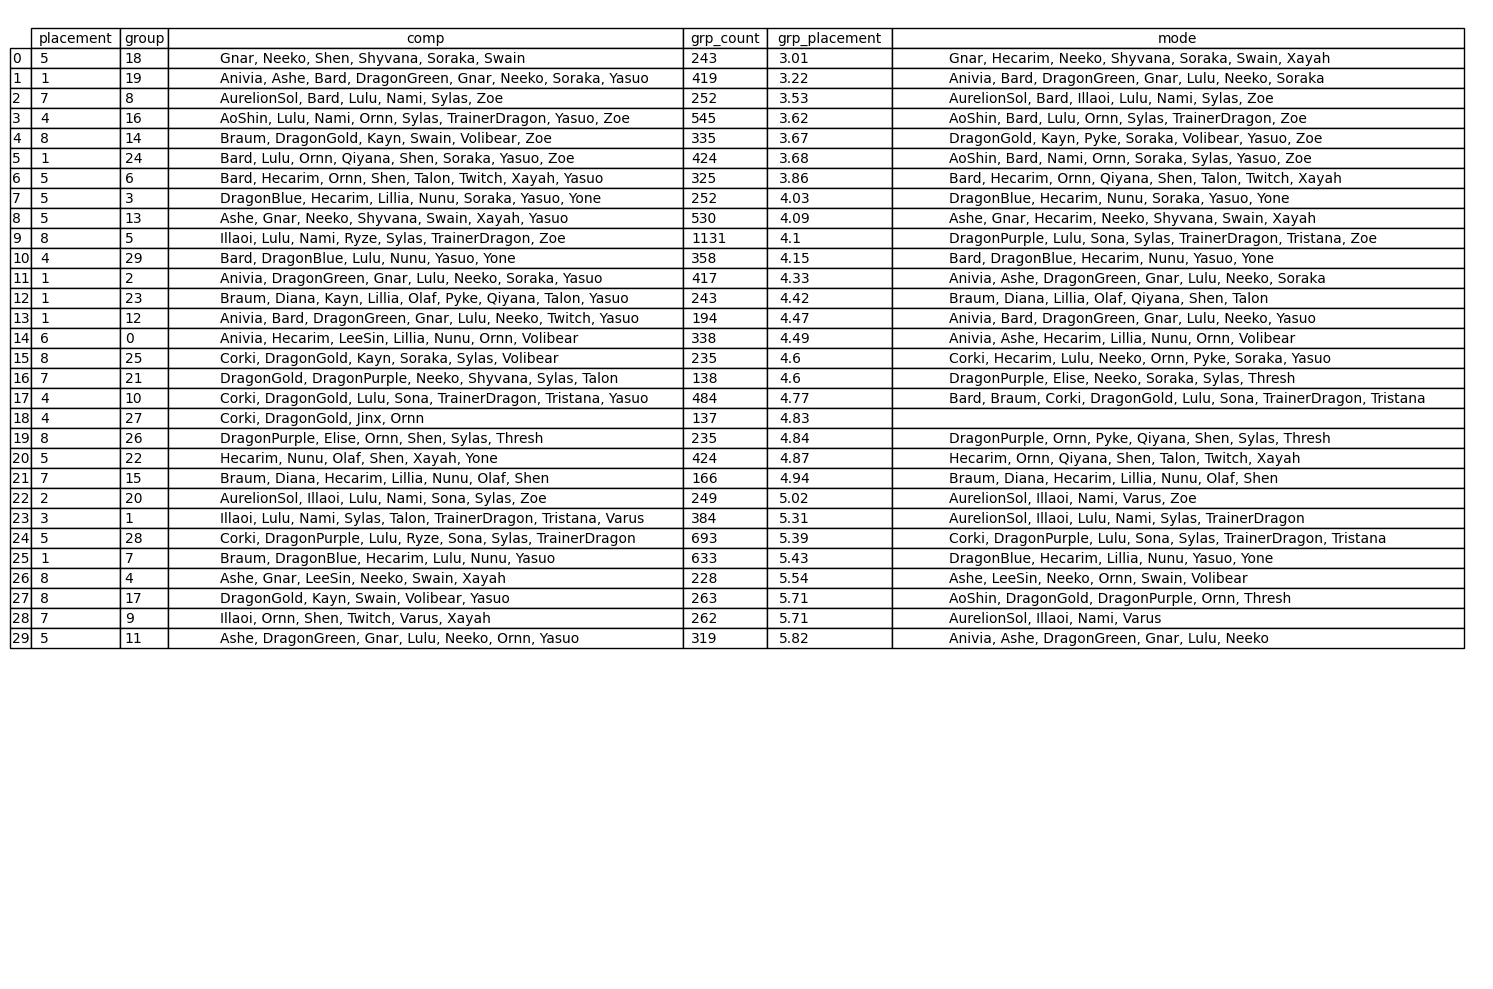 placement group comp grp_count grp_placement mode
0 5 18 Gnar, Neeko, Shen, Shyvana, Soraka, Swain 243 3.01 Gnar, Hecarim, Neeko, Shyvana, Soraka, Swain, Xayah
1 1 19 Anivia, Ashe, Bard, DragonGreen, Gnar, Neeko, Soraka, Yasuo 419 3.22 Anivia, Bard, DragonGreen, Gnar, Lulu, Neeko, Soraka
2 7 8 AurelionSol, Bard, Lulu, Nami, Sylas, Zoe 252 3.53 AurelionSol, Bard, Illaoi, Lulu, Nami, Sylas, Zoe
3 4 16 AoShin, Lulu, Nami, Ornn, Sylas, TrainerDragon, Yasuo, Zoe 545 3.62 AoShin, Bard, Lulu, Ornn, Sylas, TrainerDragon, Zoe
4 8 14 Braum, DragonGold, Kayn, Swain, Volibear, Zoe 335 3.67 DragonGold, Kayn, Pyke, Soraka, Volibear, Yasuo, Zoe
5 1 24 Bard, Lulu, Ornn, Qiyana, Shen, Soraka, Yasuo, Zoe 424 3.68 AoShin, Bard, Nami, Ornn, Soraka, Sylas, Yasuo, Zoe
6 5 6 Bard, Hecarim, Ornn, Shen, Talon, Twitch, Xayah, Yasuo 325 3.86 Bard, Hecarim, Ornn, Qiyana, Shen, Talon, Twitch, Xayah
7 5 3 DragonBlue, Hecarim, Lillia, Nunu, Soraka, Yasuo, Yone 252 4.03 DragonBlue, Hecarim, Nunu, Soraka, Yasuo, Yone
8 5 13 Ashe, Gnar, Neeko, Shyvana, Swain, Xayah, Yasuo 530 4.09 Ashe, Gnar, Hecarim, Neeko, Shyvana, Swain, Xayah
9 8 5 Illaoi, Lulu, Nami, Ryze, Sylas, TrainerDragon, Zoe 1131 4.1 DragonPurple, Lulu, Sona, Sylas, TrainerDragon, Tristana, Zoe
10 4 29 Bard, DragonBlue, Lulu, Nunu, Yasuo, Yone 358 4.15 Bard, DragonBlue, Hecarim, Nunu, Yasuo, Yone
11 1 2 Anivia, DragonGreen, Gnar, Lulu, Neeko, Soraka, Yasuo 417 4.33 Anivia, Ashe, DragonGreen, Gnar, Lulu, Neeko, Soraka
12 1 23 Braum, Diana, Kayn, Lillia, Olaf, Pyke, Qiyana, Talon, Yasuo 243 4.42 Braum, Diana, Lillia, Olaf, Qiyana, Shen, Talon
13 1 12 Anivia, Bard, DragonGreen, Gnar, Lulu, Neeko, Twitch, Yasuo 194 4.47 Anivia, Bard, DragonGreen, Gnar, Lulu, Neeko, Yasuo
14 6 0 Anivia, Hecarim, LeeSin, Lillia, Nunu, Ornn, Volibear 338 4.49 Anivia, Ashe, Hecarim, Lillia, Nunu, Ornn, Volibear
15 8 25 Corki, DragonGold, Kayn, Soraka, Sylas, Volibear 235 4.6 Corki, Hecarim, Lulu, Neeko, Ornn, Pyke, Soraka, Yasuo
16 7 21 DragonGold, DragonPurple, Neeko, Shyvana, Sylas, Talon 138 4.6 DragonPurple, Elise, Neeko, Soraka, Sylas, Thresh
17 4 10 Corki, DragonGold, Lulu, Sona, TrainerDragon, Tristana, Yasuo 484 4.77 Bard, Braum, Corki, DragonGold, Lulu, Sona, TrainerDragon, Tristana
18 4 27 Corki, DragonGold, Jinx, Ornn 137 4.83
19 8 26 DragonPurple, Elise, Ornn, Shen, Sylas, Thresh 235 4.84 DragonPurple, Ornn, Pyke, Qiyana, Shen, Sylas, Thresh
20 5 22 Hecarim, Nunu, Olaf, Shen, Xayah, Yone 424 4.87 Hecarim, Ornn, Qiyana, Shen, Talon, Twitch, Xayah
21 7 15 Braum, Diana, Hecarim, Lillia, Nunu, Olaf, Shen 166 4.94 Braum, Diana, Hecarim, Lillia, Nunu, Olaf, Shen
22 2 20 AurelionSol, Illaoi, Lulu, Nami, Sona, Sylas, Zoe 249 5.02 AurelionSol, Illaoi, Nami, Varus, Zoe
23 3 1 Illaoi, Lulu, Nami, Sylas, Talon, TrainerDragon, Tristana, Varus 384 5.31 AurelionSol, Illaoi, Lulu, Nami, Sylas, TrainerDragon
24 5 28 Corki, DragonPurple, Lulu, Ryze, Sona, Sylas, TrainerDragon 693 5.39 Corki, DragonPurple, Lulu, Sona, Sylas, TrainerDragon, Tristana
25 1 7 Braum, DragonBlue, Hecarim, Lulu, Nunu, Yasuo 633 5.43 DragonBlue, Hecarim, Lillia, Nunu, Yasuo, Yone
26 8 4 Ashe, Gnar, LeeSin, Neeko, Swain, Xayah 228 5.54 Ashe, LeeSin, Neeko, Ornn, Swain, Volibear
27 8 17 DragonGold, Kayn, Swain, Volibear, Yasuo 263 5.71 AoShin, DragonGold, DragonPurple, Ornn, Thresh
28 7 9 Illaoi, Ornn, Shen, Twitch, Varus, Xayah 262 5.71 AurelionSol, Illaoi, Nami, Varus
29 5 11 Ashe, DragonGreen, Gnar, Lulu, Neeko, Ornn, Yasuo 319 5.82 Anivia, Ashe, DragonGreen, Gnar, Lulu, Neeko